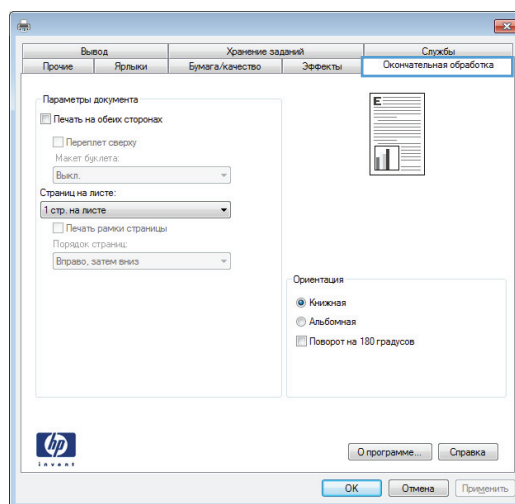 Вывод Хранение заданий Службы
Прочие Ярлыки Бумага/качество Эффекты Окончательная обработка
Параметры документа
Печать на обеих сторонах
Переплет сверху
Макет буклета:
Выкл.
Страниц на листе:
1 стр. на листе
Печать рамки страницы
Порядок страниц:
Вправо, затем вниз
E
Ориентация
Книжная
Альбомная
Поворот на 180 градусов
hp
invent
О программе... Справка
OK Отмена Применить